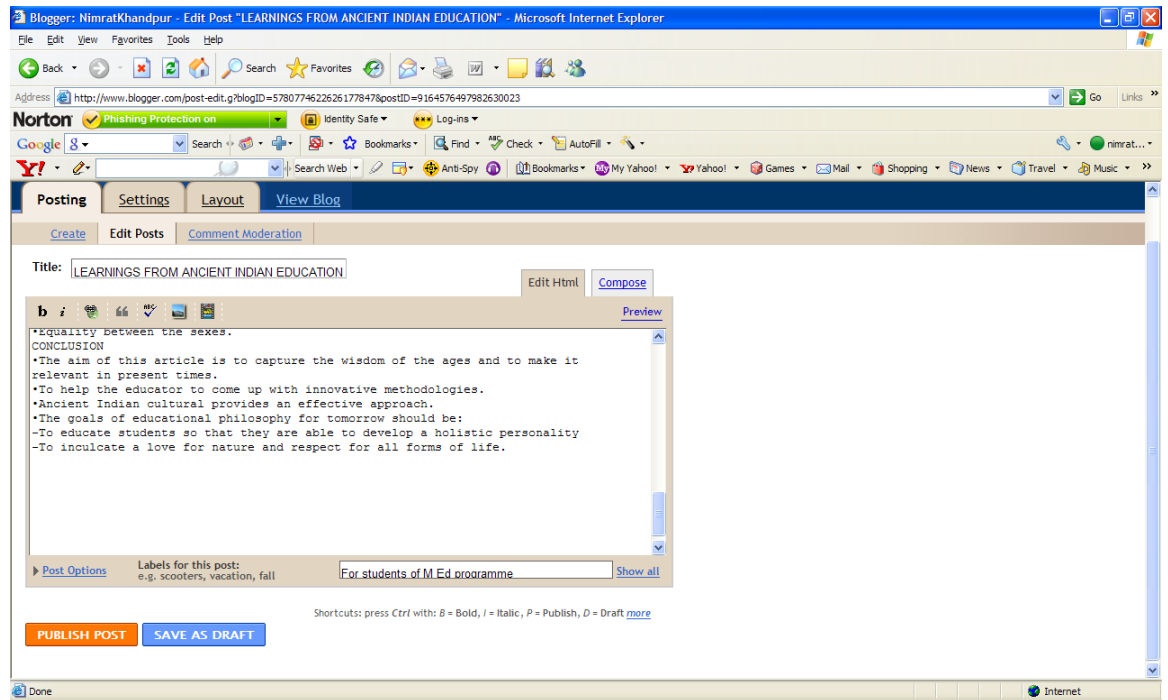 Blogger: NimratKhandpur - Edit Post "LEARNINGS FROM ANCIENT INDIAN EDUCATION" - Microsoft Internet Explorer
File Edit View Favorites Tools Help
Back Search Favorites
Address http://www.blogger.com/post-edit.g?blogID=5780774622626177847&postID=9164576497982630023 Go Links »
Norton Phishing Protection on Identity Safe Log-ins
Google Search Bookmarks Find Check AutoFill nimrat...
Y! Search Web Anti-Spy Bookmarks My Yahoo! Yahoo! Games Mail Shopping News Travel Music »
Posting Settings Layout View Blog
Create Edit Posts Comment Moderation
Title: LEARNINGS FROM ANCIENT INDIAN EDUCATION
Edit Html Compose
b i ABC Preview
•Equality between the sexes.
CONCLUSION
•The aim of this article is to capture the wisdom of the ages and to make it
relevant in present times.
•To help the educator to come up with innovative methodologies.
•Ancient Indian cultural provides an effective approach.
•The goals of educational philosophy for tomorrow should be:
–To educate students so that they are able to develop a holistic personality
–To inculcate a love for nature and respect for all forms of life.
Post Options Labels for this post: For students of M Ed programme Show all
e.g. scooters, vacation, fall
Shortcuts: press Ctrl with: B = Bold, I = Italic, P = Publish, D = Draft more
PUBLISH POST SAVE AS DRAFT
Done Internet